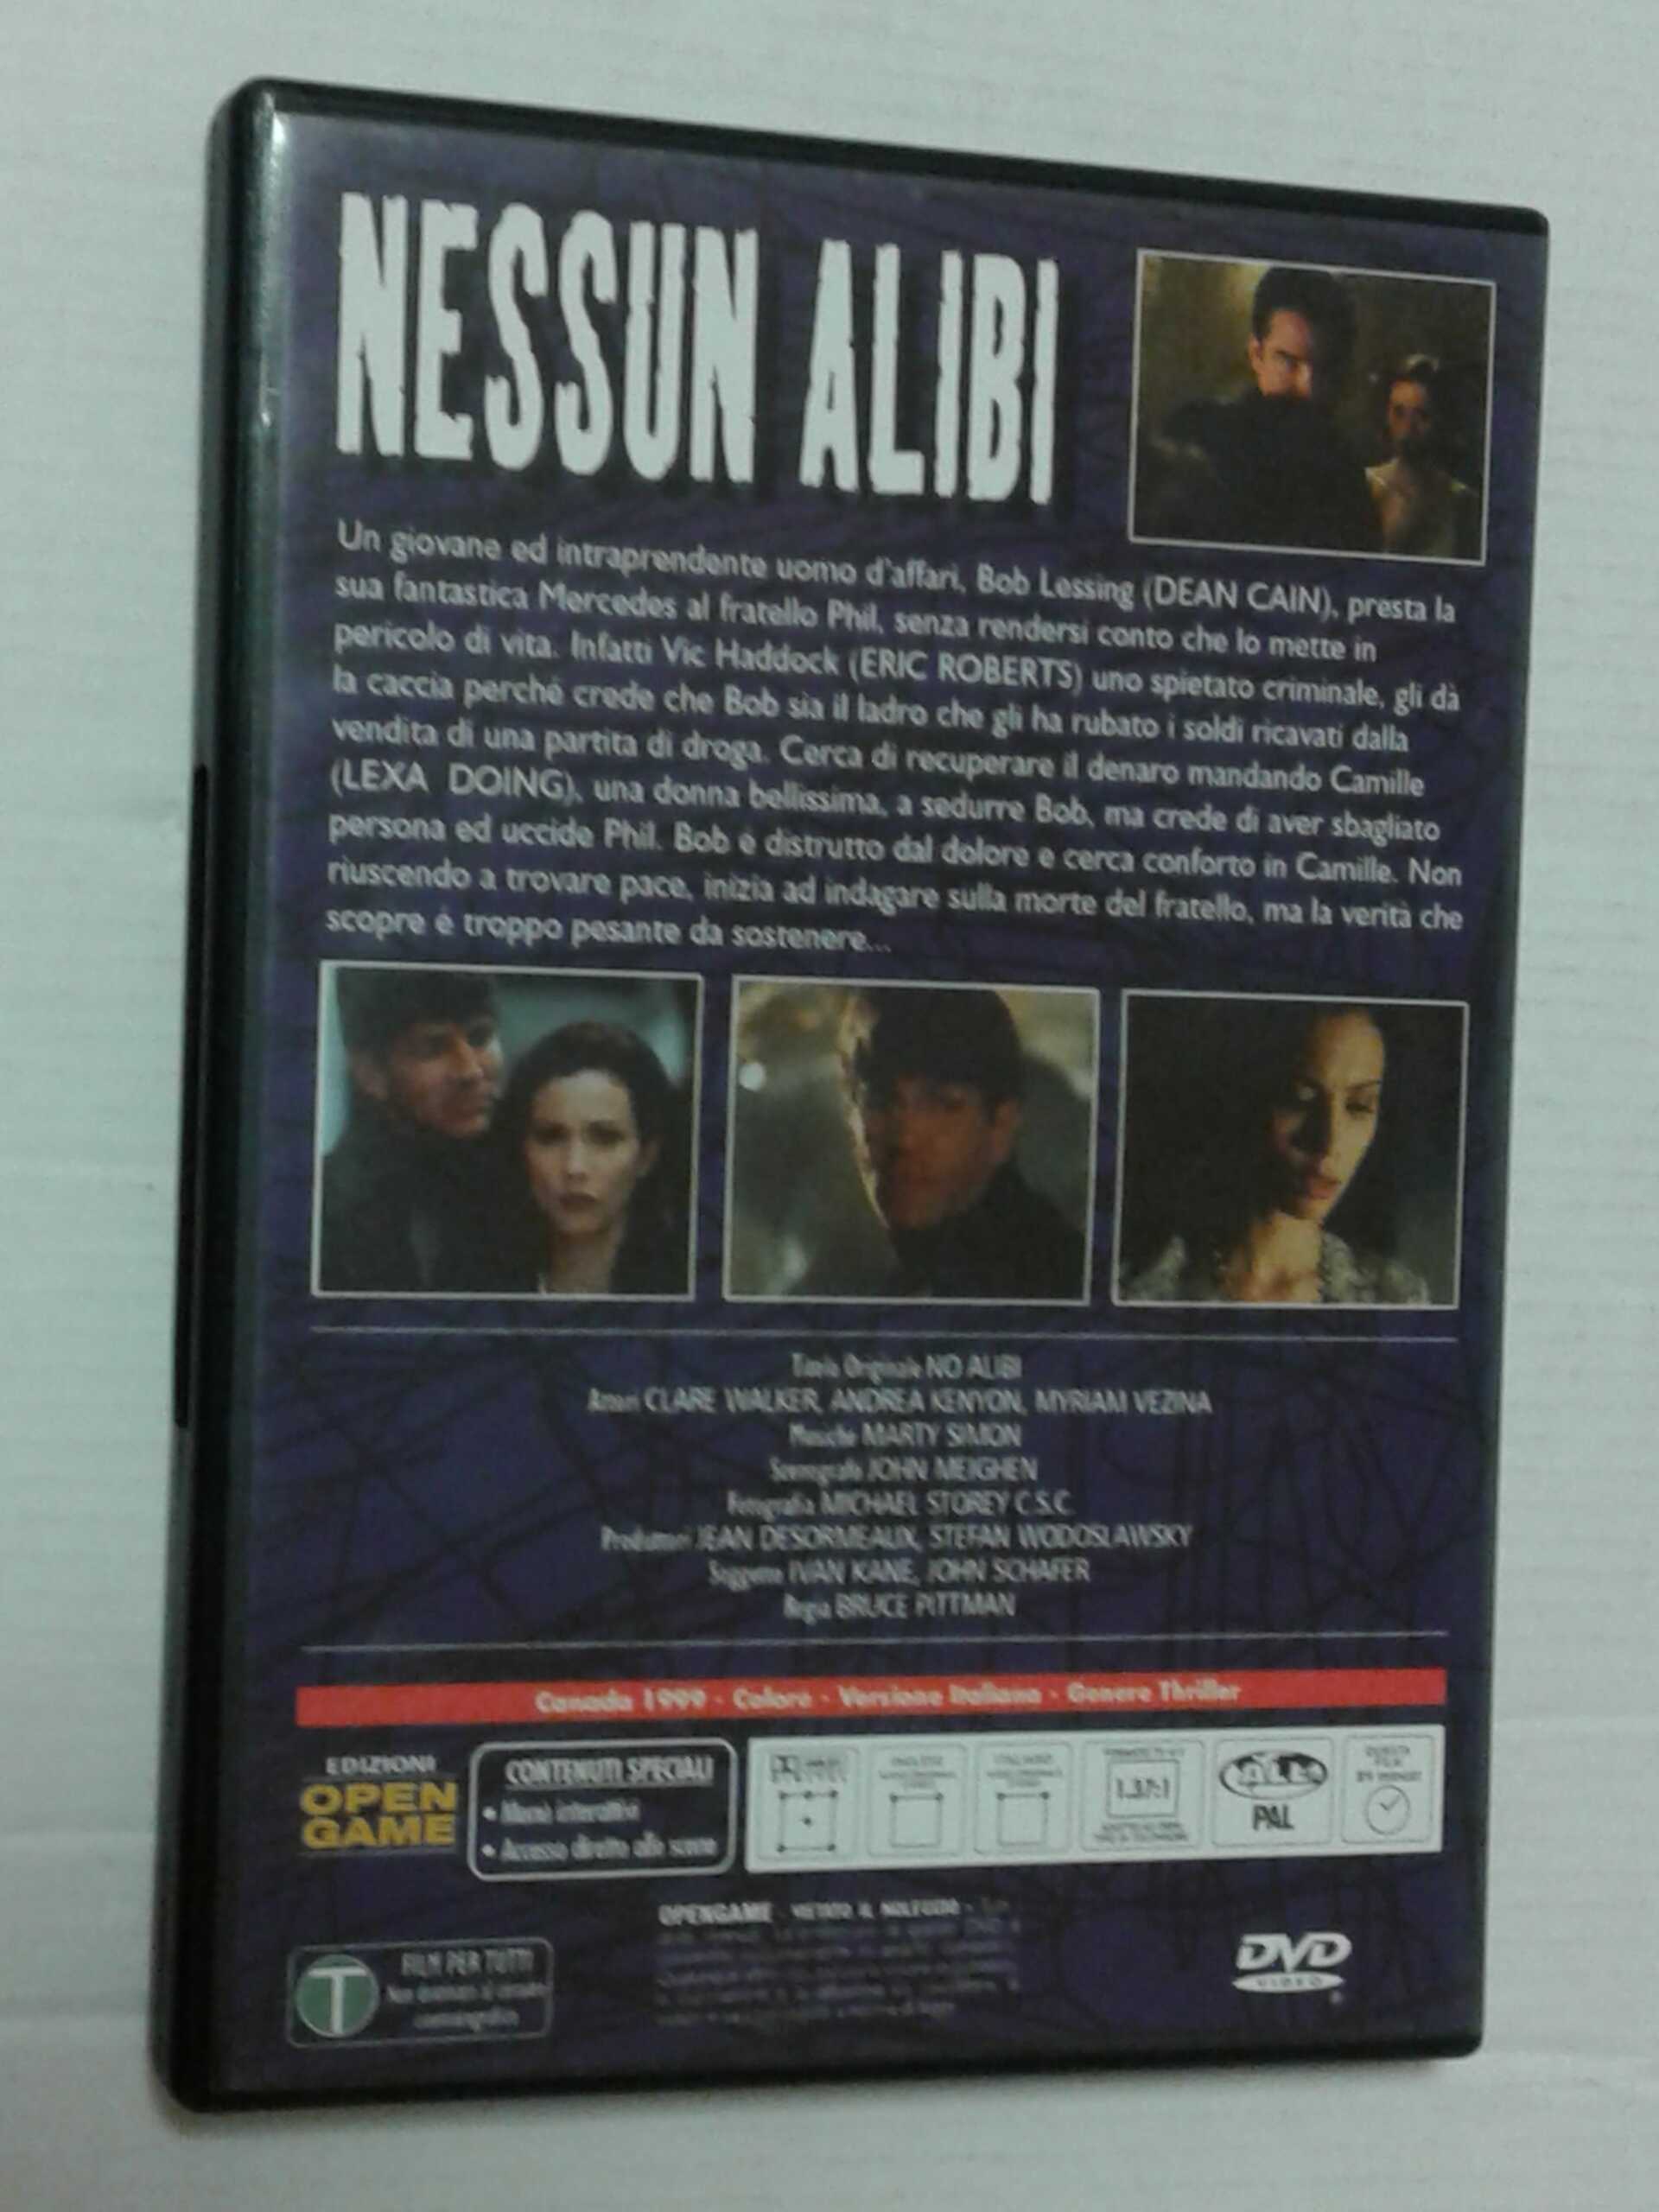 NESSUN ALIBI
Un giovane ed intraprendente uomo d'affari, Bob Lessing (DEAN CAIN), presta la
sua fantastica Mercedes al fratello Phil, senza rendersi conto che lo mette in
pericolo di vita. Infatti Vic Haddock (ERIC ROBERTS) uno spietato criminale, gli dà
la caccia perché crede che Bob sia il ladro che gli ha rubato i soldi ricavati dalla
vendita di una partita di droga. Cerca di recuperare il denaro mandando Camille
(LEXA DOING), una donna bellissima, a sedurre Bob, ma crede di aver sbagliato
persona ed uccide Phil. Bob è distrutto dal dolore e cerca conforto in Camille. Non
riuscendo a trovare pace, inizia ad indagare sulla morte del fratello, ma la verità che
scopre è troppo pesante da sostenere...
Titolo Originale NO ALIBI
Attori CLARE WALKER, ANDREA KENYON, MYRIAM VEZINA
Musiche MARTY SIMON
Scenografia JOHN MEIGHEN
Fotografia MICHAEL STOREY C.S.C.
Produttori JEAN DESORMEAUX, STEFAN WODOSLAWSKY
Soggetto IVAN KANE, JOHN SCHAFER
Regia BRUCE PITTMAN
Canada 1999 - Colore - Versione Italiana - Genere Thriller
EDIZIONI
OPEN
GAME
CONTENUTI SPECIALI
• Menù interattivi
• Accesso diretto alle scene
1.37:1
PAL
OPENGAME - VIETATO IL NOLEGGIO -
T
FILM PER TUTTI
DVD
VIDEO